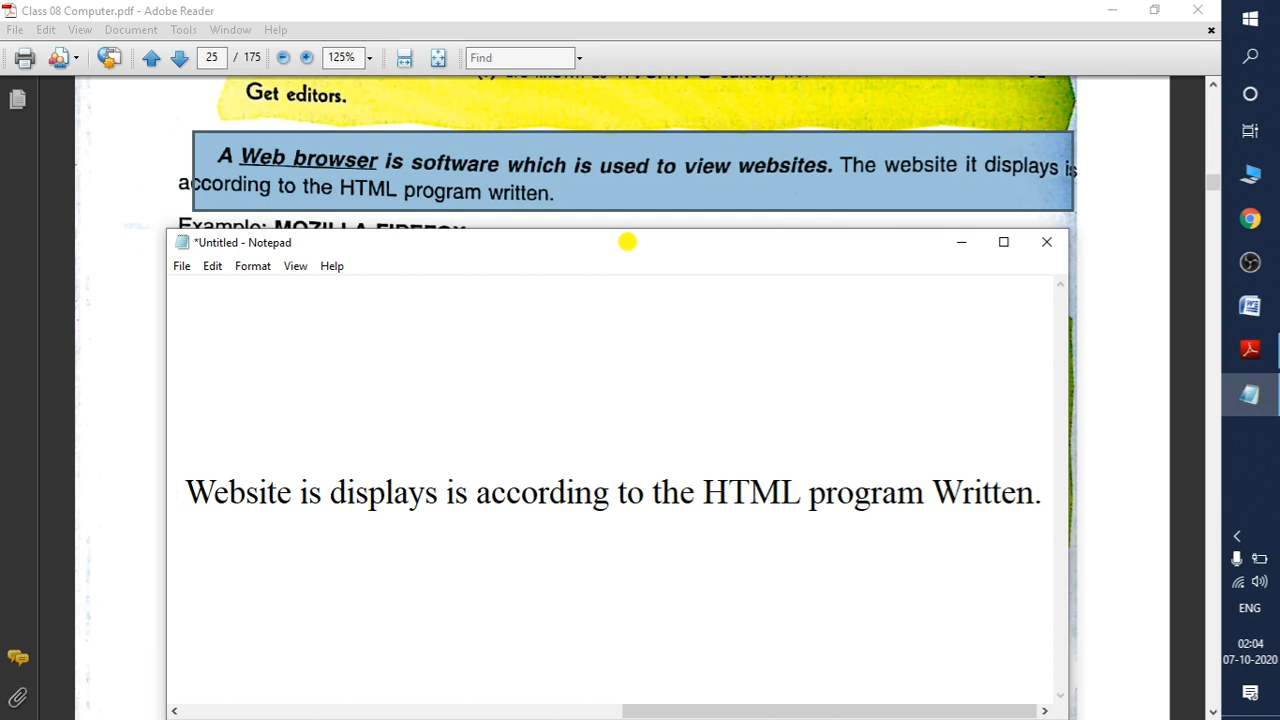 Class 08 Computer.pdf - Adobe Reader
File Edit View Document Tools Window Help
25 / 175 125% Find
Get editors.
A Web browser is software which is used to view websites. The website it displays is
according to the HTML program written.
Example: MOZILLA FIREFOX
*Untitled - Notepad
File Edit Format View Help
Website is displays is according to the HTML program Written.
ENG
02:04
07-10-2020